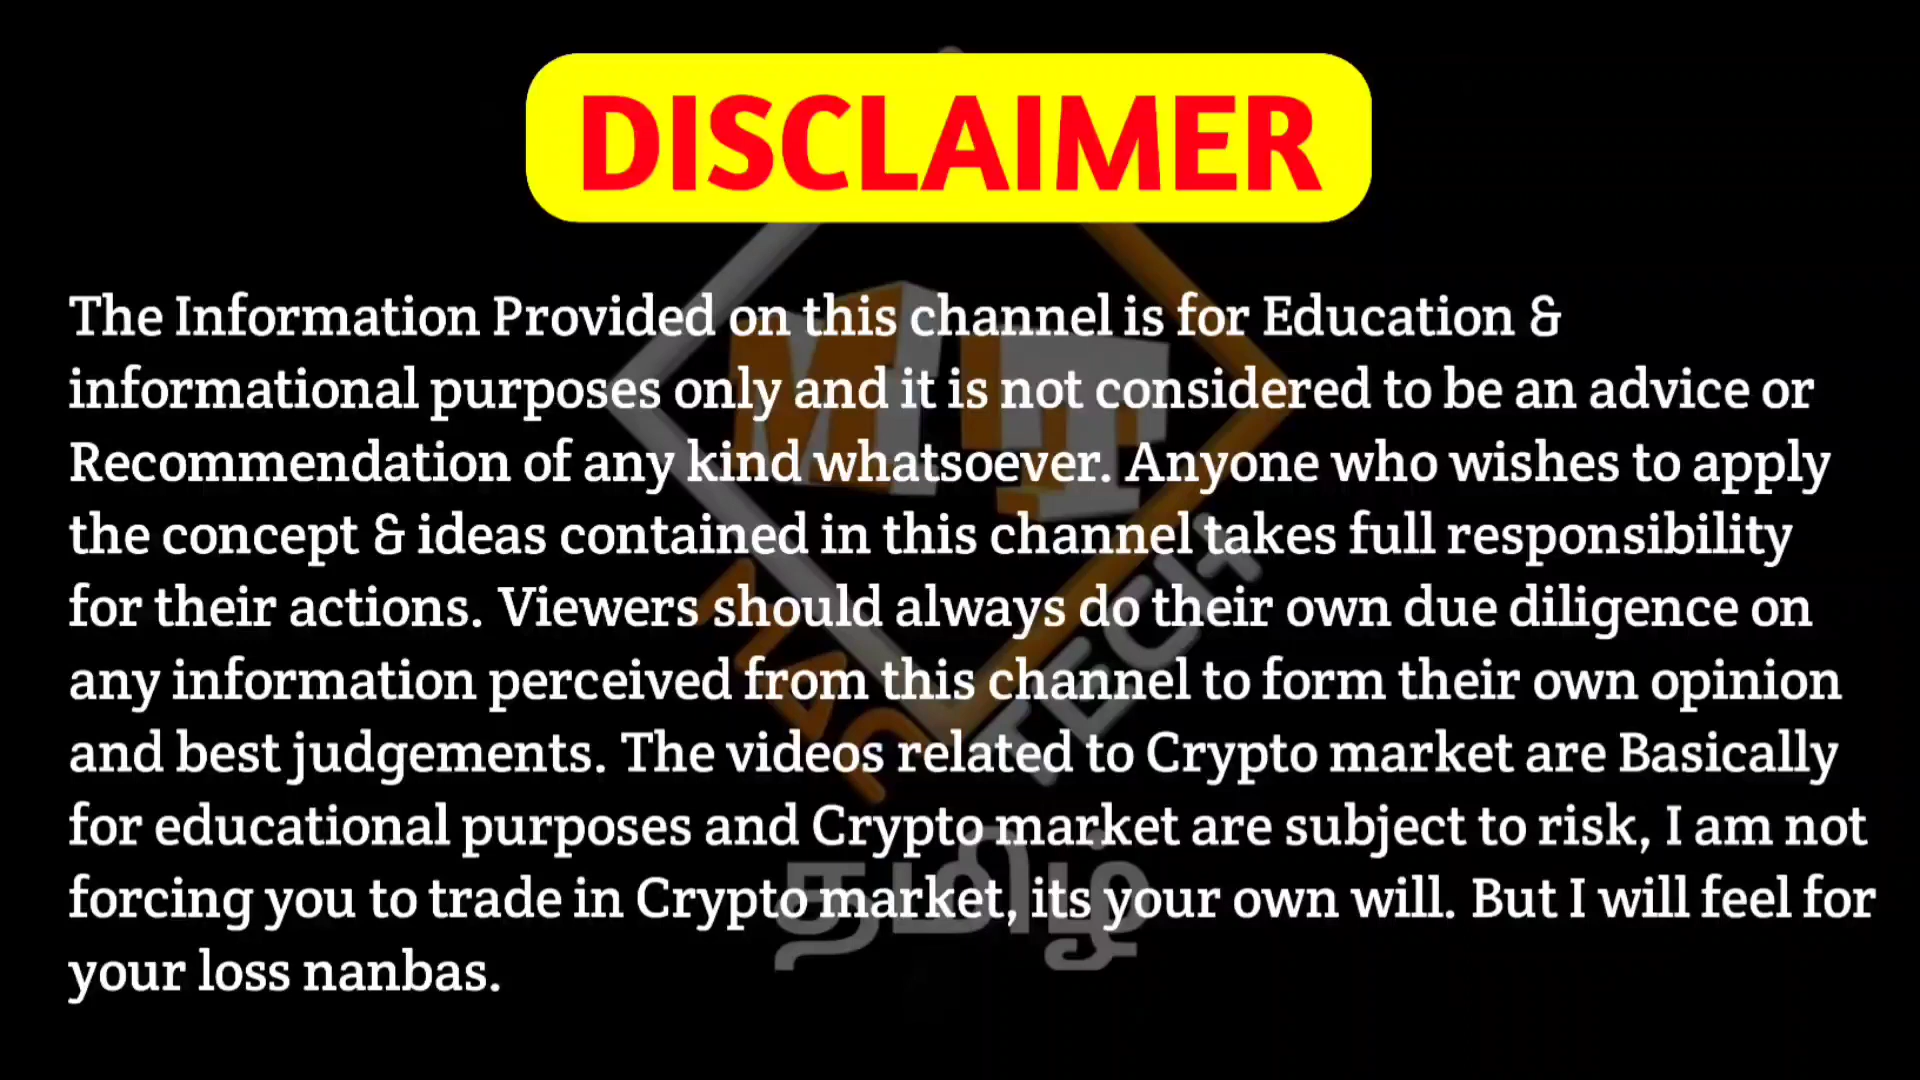 DISCLAIMER
The Information Provided on this channel is for Education &
informational purposes only and it is not considered to be an advice or
Recommendation of any kind whatsoever. Anyone who wishes to apply
the concept & ideas contained in this channel takes full responsibility
for their actions. Viewers should always do their own due diligence on
any information perceived from this channel to form their own opinion
and best judgements. The videos related to Crypto market are Basically
for educational purposes and Crypto market are subject to risk, I am not
forcing you to trade in Crypto market, its your own will. But I will feel for
your loss nanbas.
MT
TECH
தமிழ்